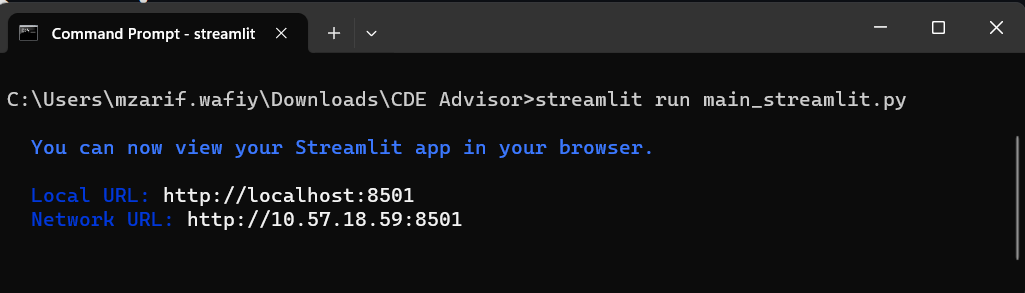 Command Prompt - streamlit
C:\Users\mzarif.wafiy\Downloads\CDE Advisor>streamlit run main_streamlit.py
You can now view your Streamlit app in your browser.
Local URL: http://localhost:8501
Network URL: http://10.57.18.59:8501